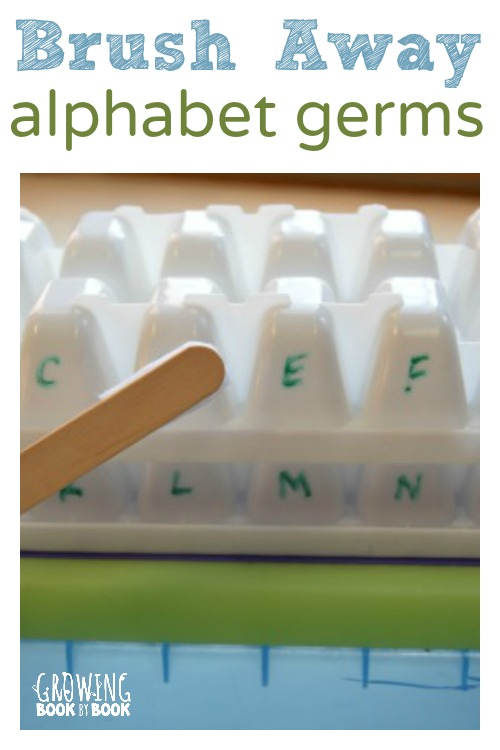 Brush Away
alphabet germs
C E F
L M N
GROWING
BOOK BY BOOK